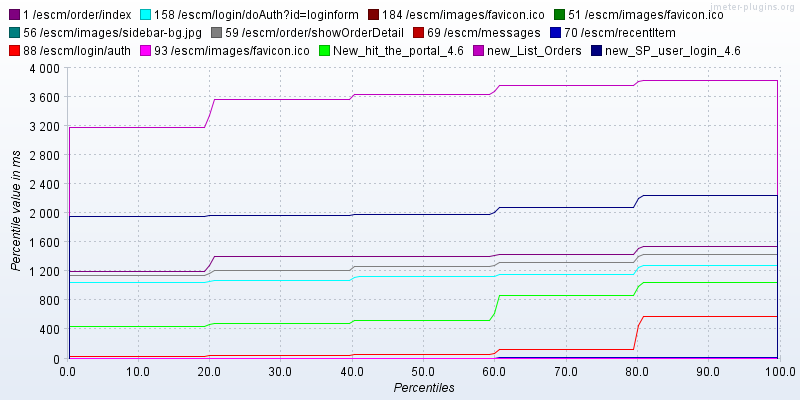 jmeter-plugins.org
1 /escm/order/index 158 /escm/login/doAuth?id=loginform 184 /escm/images/favicon.ico 51 /escm/images/favicon.ico
56 /escm/images/sidebar-bg.jpg 59 /escm/order/showOrderDetail 69 /escm/messages 70 /escm/recentItem
88 /escm/login/auth 93 /escm/images/favicon.ico New_hit_the_portal_4.6 new_List_Orders new_SP_user_login_4.6
4 000
3 600
3 200
2 800
2 400
2 000
1 600
1 200
800
400
0
Percentile value in ms
0.0 10.0 20.0 30.0 40.0 50.0 60.0 70.0 80.0 90.0 100.0
Percentiles